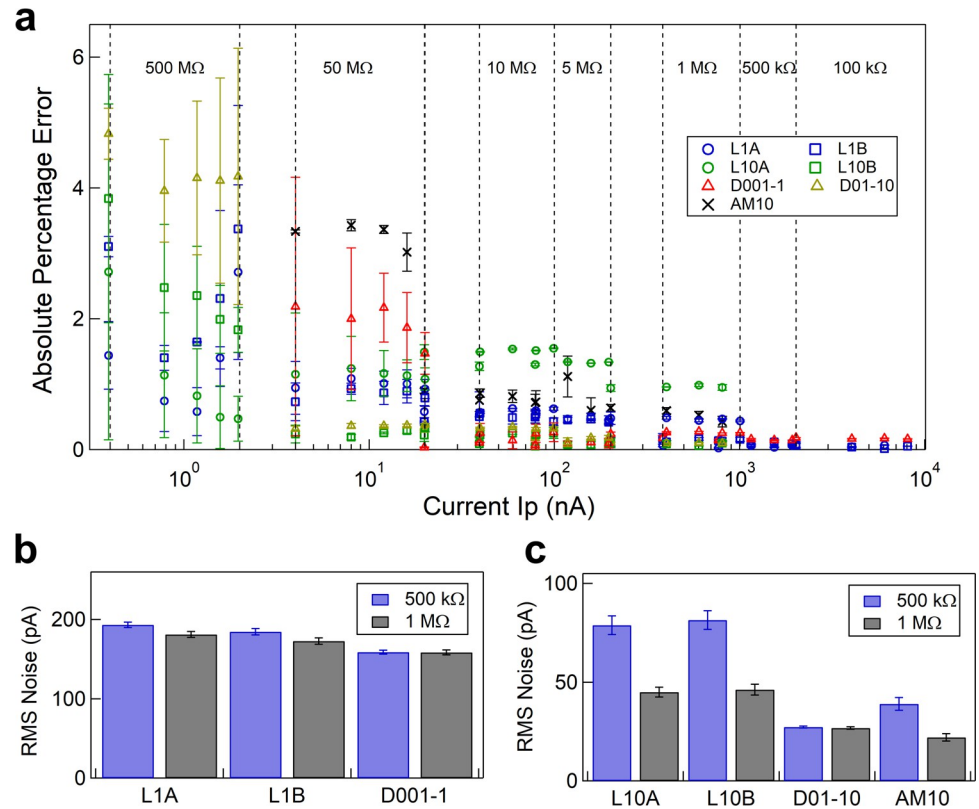 a
6
4
2
0
Absolute Percentage Error
500 MΩ 50 MΩ 10 MΩ 5 MΩ 1 MΩ 500 kΩ 100 kΩ
L1A L1B
L10A L10B
D001-1 D01-10
AM10
10⁰ 10¹ 10² 10³ 10⁴
Current Ip (nA)
b
200
100
0
RMS Noise (pA)
500 kΩ
1 MΩ
L1A L1B D001-1
c
100
50
0
RMS Noise (pA)
500 kΩ
1 MΩ
L10A L10B D01-10 AM10